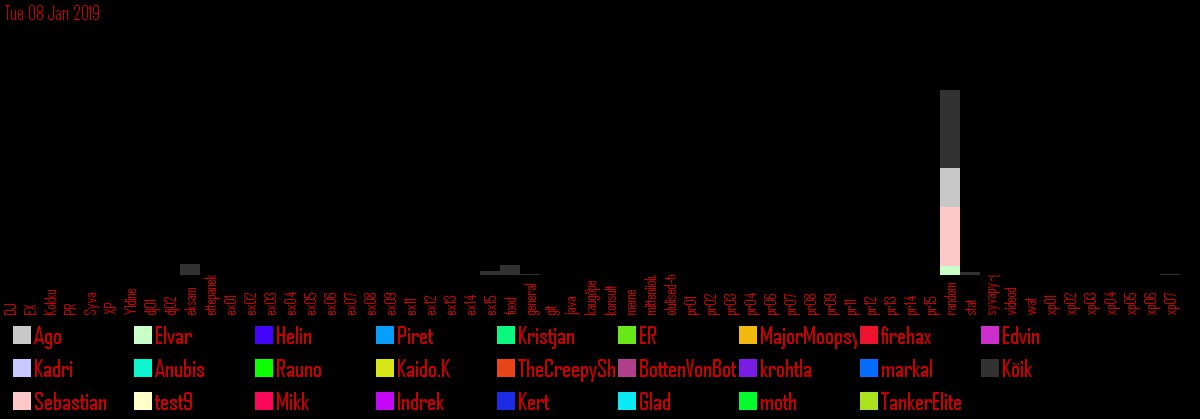 Tue 08 Jan 2019
DJ EX Kokku PR Syva XP Yldine dj01 dj02 eksam ettepanek ex01 ex02 ex03 ex04 ex05 ex06 ex07 ex08 ex09 ex11 ex12 ex13 ex14 ex15 food general git java kaugõpe konsult meme mitteniioluli. olulised-t pr01 pr02 pr03 pr04 pr06 pr07 pr08 pr09 pr11 pr12 pr13 pr14 pr15 random stat syvapy-t videod wat xp01 xp02 xp03 xp04 xp05 xp06 xp07
Ago Elvar Helin Piret Kristjan ER MajorMoopsy firehax Edvin
Kadri Anubis Rauno Kaido.K TheCreepySh BottenVonBot krohtla markal Kõik
Sebastian test9 Mikk Indrek Kert Glad moth TankerElite